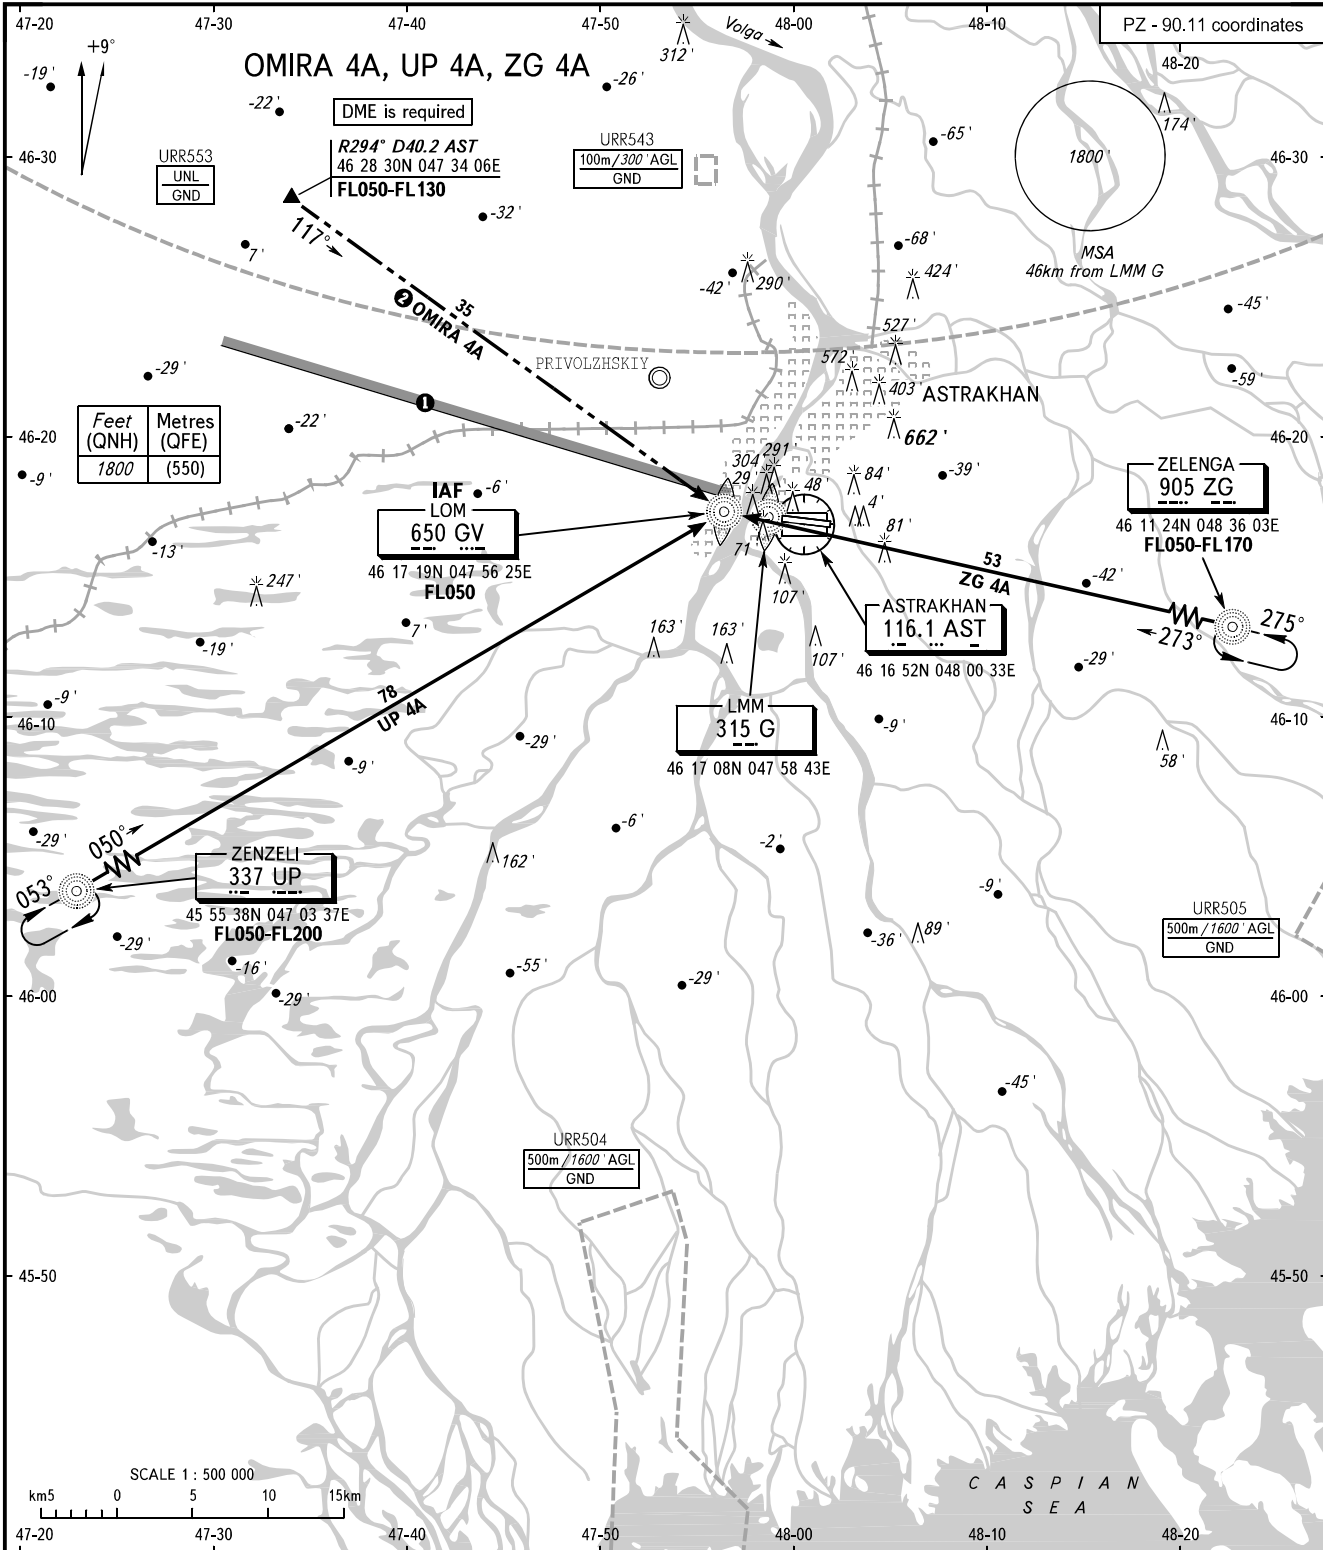 47-20
47-30
47-40
47-50
48-00
48-10
PZ - 90.11 coordinates
48-20
+9°
Volga
312'
OMIRA 4A, UP 4A, ZG 4A
-19'
-26'
-22'
DME is required
174'
R294° D40.2 AST
46 28 30N 047 34 06E
FL050-FL130
URR543
100m/300' AGL
GND
-65'
1800'
46-30
URR553
UNL
GND
46-30
-32'
117°
7'
-68'
MSA
46km from LMM G
-42'
290'
424'
-45'
35
2 OMIRA 4A
527'
PRIVOLZHSKIY
572'
-29'
-59'
403'
ASTRAKHAN
1
Feet (QNH)
Metres (QFE)
1800
(550)
-22'
46-20
662'
46-20
-9'
304'
291'
29'
48'
84'
-39'
4'
ZELENGA
905 ZG
46 11 24N 048 36 03E
FL050-FL170
-6'
IAF
LOM
650 GV
46 17 19N 047 56 25E
FL050
-13'
71'
81'
107'
53
ZG 4A
-42'
247'
ASTRAKHAN
116.1 AST
46 16 52N 048 00 33E
273°
275°
7'
163'
163'
107'
-19'
-29'
-9'
78
UP 4A
LMM
315 G
46 17 08N 047 58 43E
46-10
-9'
46-10
-29'
-9'
58'
-29'
050°
-6'
-2'
162'
ZENZELI
337 UP
45 55 38N 047 03 37E
FL050-FL200
053°
-9'
URR505
500m/1600' AGL
GND
-29'
-36'
89'
-16'
-55'
-29'
-29'
46-00
46-00
-45'
URR504
500m/1600' AGL
GND
45-50
45-50
SCALE 1 : 500 000
km5
0
5
10
15km
CASPIAN
SEA
47-20
47-30
47-40
47-50
48-00
48-10
48-20